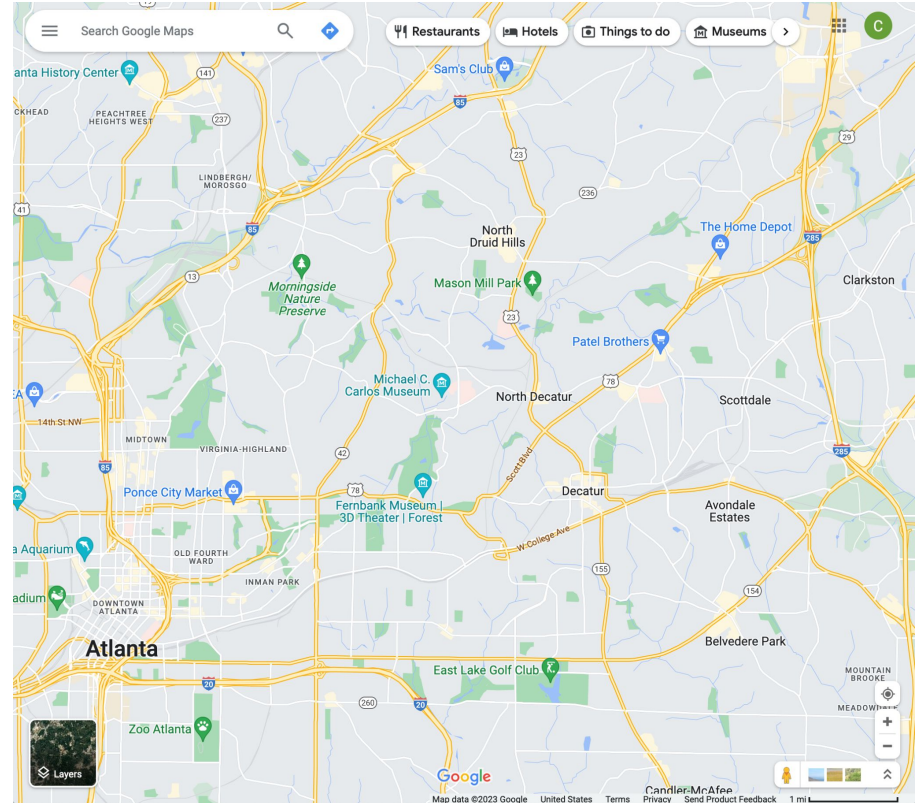 Search Google Maps
Restaurants
Hotels
Things to do
Museums
C
anta History Center
141
Sam's Club
85
CKHEAD
PEACHTREE
HEIGHTS WEST
237
23
29
LINDBERGH/
MOROSGO
236
41
85
North
Druid Hills
The Home Depot
285
13
Morningside
Nature
Preserve
Mason Mill Park
Clarkston
23
Patel Brothers
EA
Michael C.
Carlos Museum
78
North Decatur
Scottdale
14th St NW
MIDTOWN
VIRGINIA-HIGHLAND
42
285
85
Scott Blvd
Ponce City Market
78
Decatur
Fernbank Museum |
3D Theater | Forest
Avondale
Estates
a Aquarium
OLD FOURTH
WARD
W College Ave
INMAN PARK
155
adium
DOWNTOWN
ATLANTA
154
Atlanta
Belvedere Park
East Lake Golf Club
MOUNTAIN
BROOKE
20
260
20
MEADOWDALE
Zoo Atlanta
Layers
Google
Candler-McAfee
Map data ©2023 Google
United States
Terms
Privacy
Send Product Feedback
1 mi